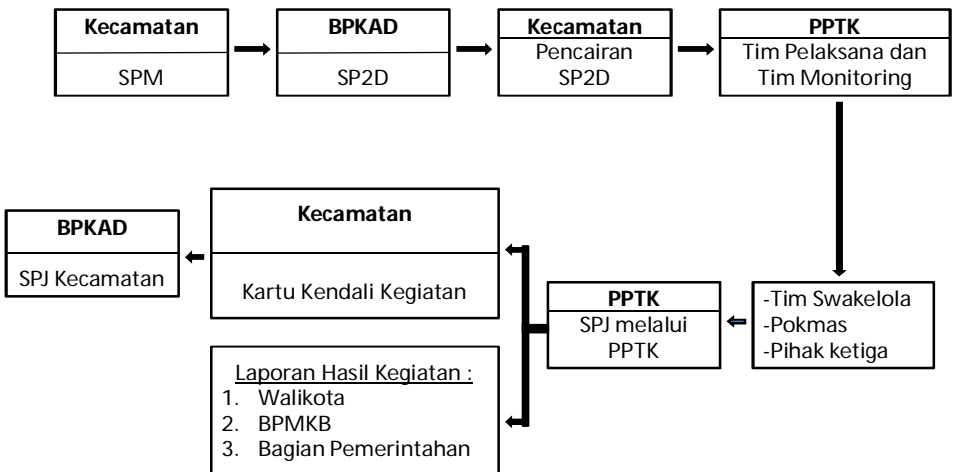 Kecamatan
SPM
BPKAD
SP2D
Kecamatan
Pencairan
SP2D
PPTK
Tim Pelaksana dan
Tim Monitoring
-Tim Swakelola
-Pokmas
-Pihak ketiga
PPTK
SPJ melalui
PPTK
Kecamatan
Kartu Kendali Kegiatan
BPKAD
SPJ Kecamatan
Laporan Hasil Kegiatan :
1. Walikota
2. BPMKB
3. Bagian Pemerintahan